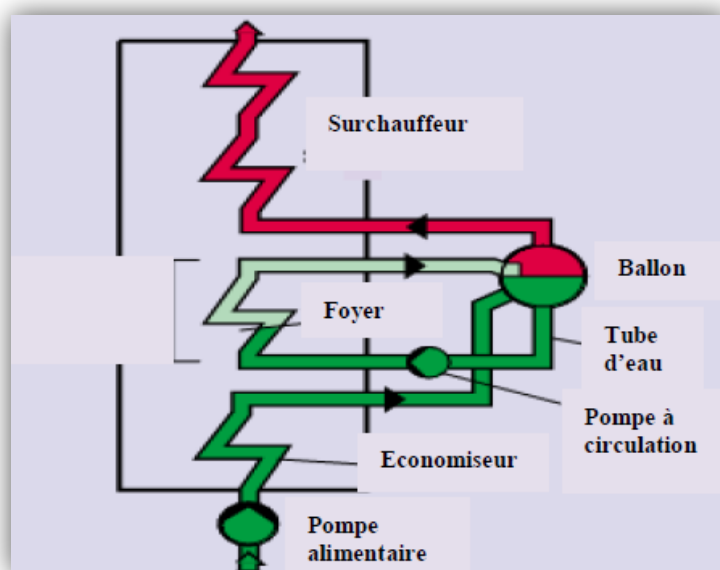 Surchauffeur
Ballon
Foyer
Tube
d'eau
Pompe à
circulation
Economiseur
Pompe
alimentaire